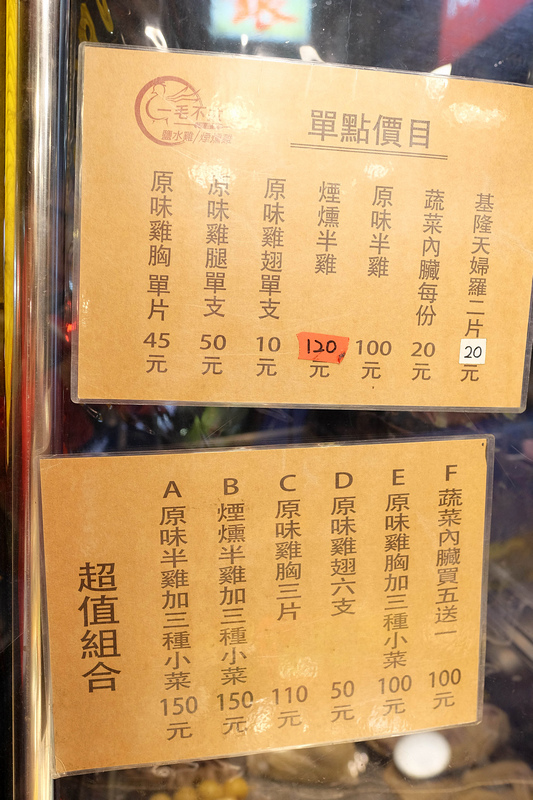 一毛不
鹽水雞/煙燻雞
單點價目
基隆天婦羅二片 20元
蔬菜內臟每份 20元
原味半雞 100元
煙燻半雞 120元
原味雞翅單支 10元
原味雞腿單支 50元
原味雞胸單片 45元
超值組合
A 原味半雞加三種小菜 150元
B 煙燻半雞加三種小菜 150元
C 原味雞胸三片 110元
D 原味雞翅六支 50元
E 原味雞胸加三種小菜 100元
F 蔬菜內臟買五送一 100元